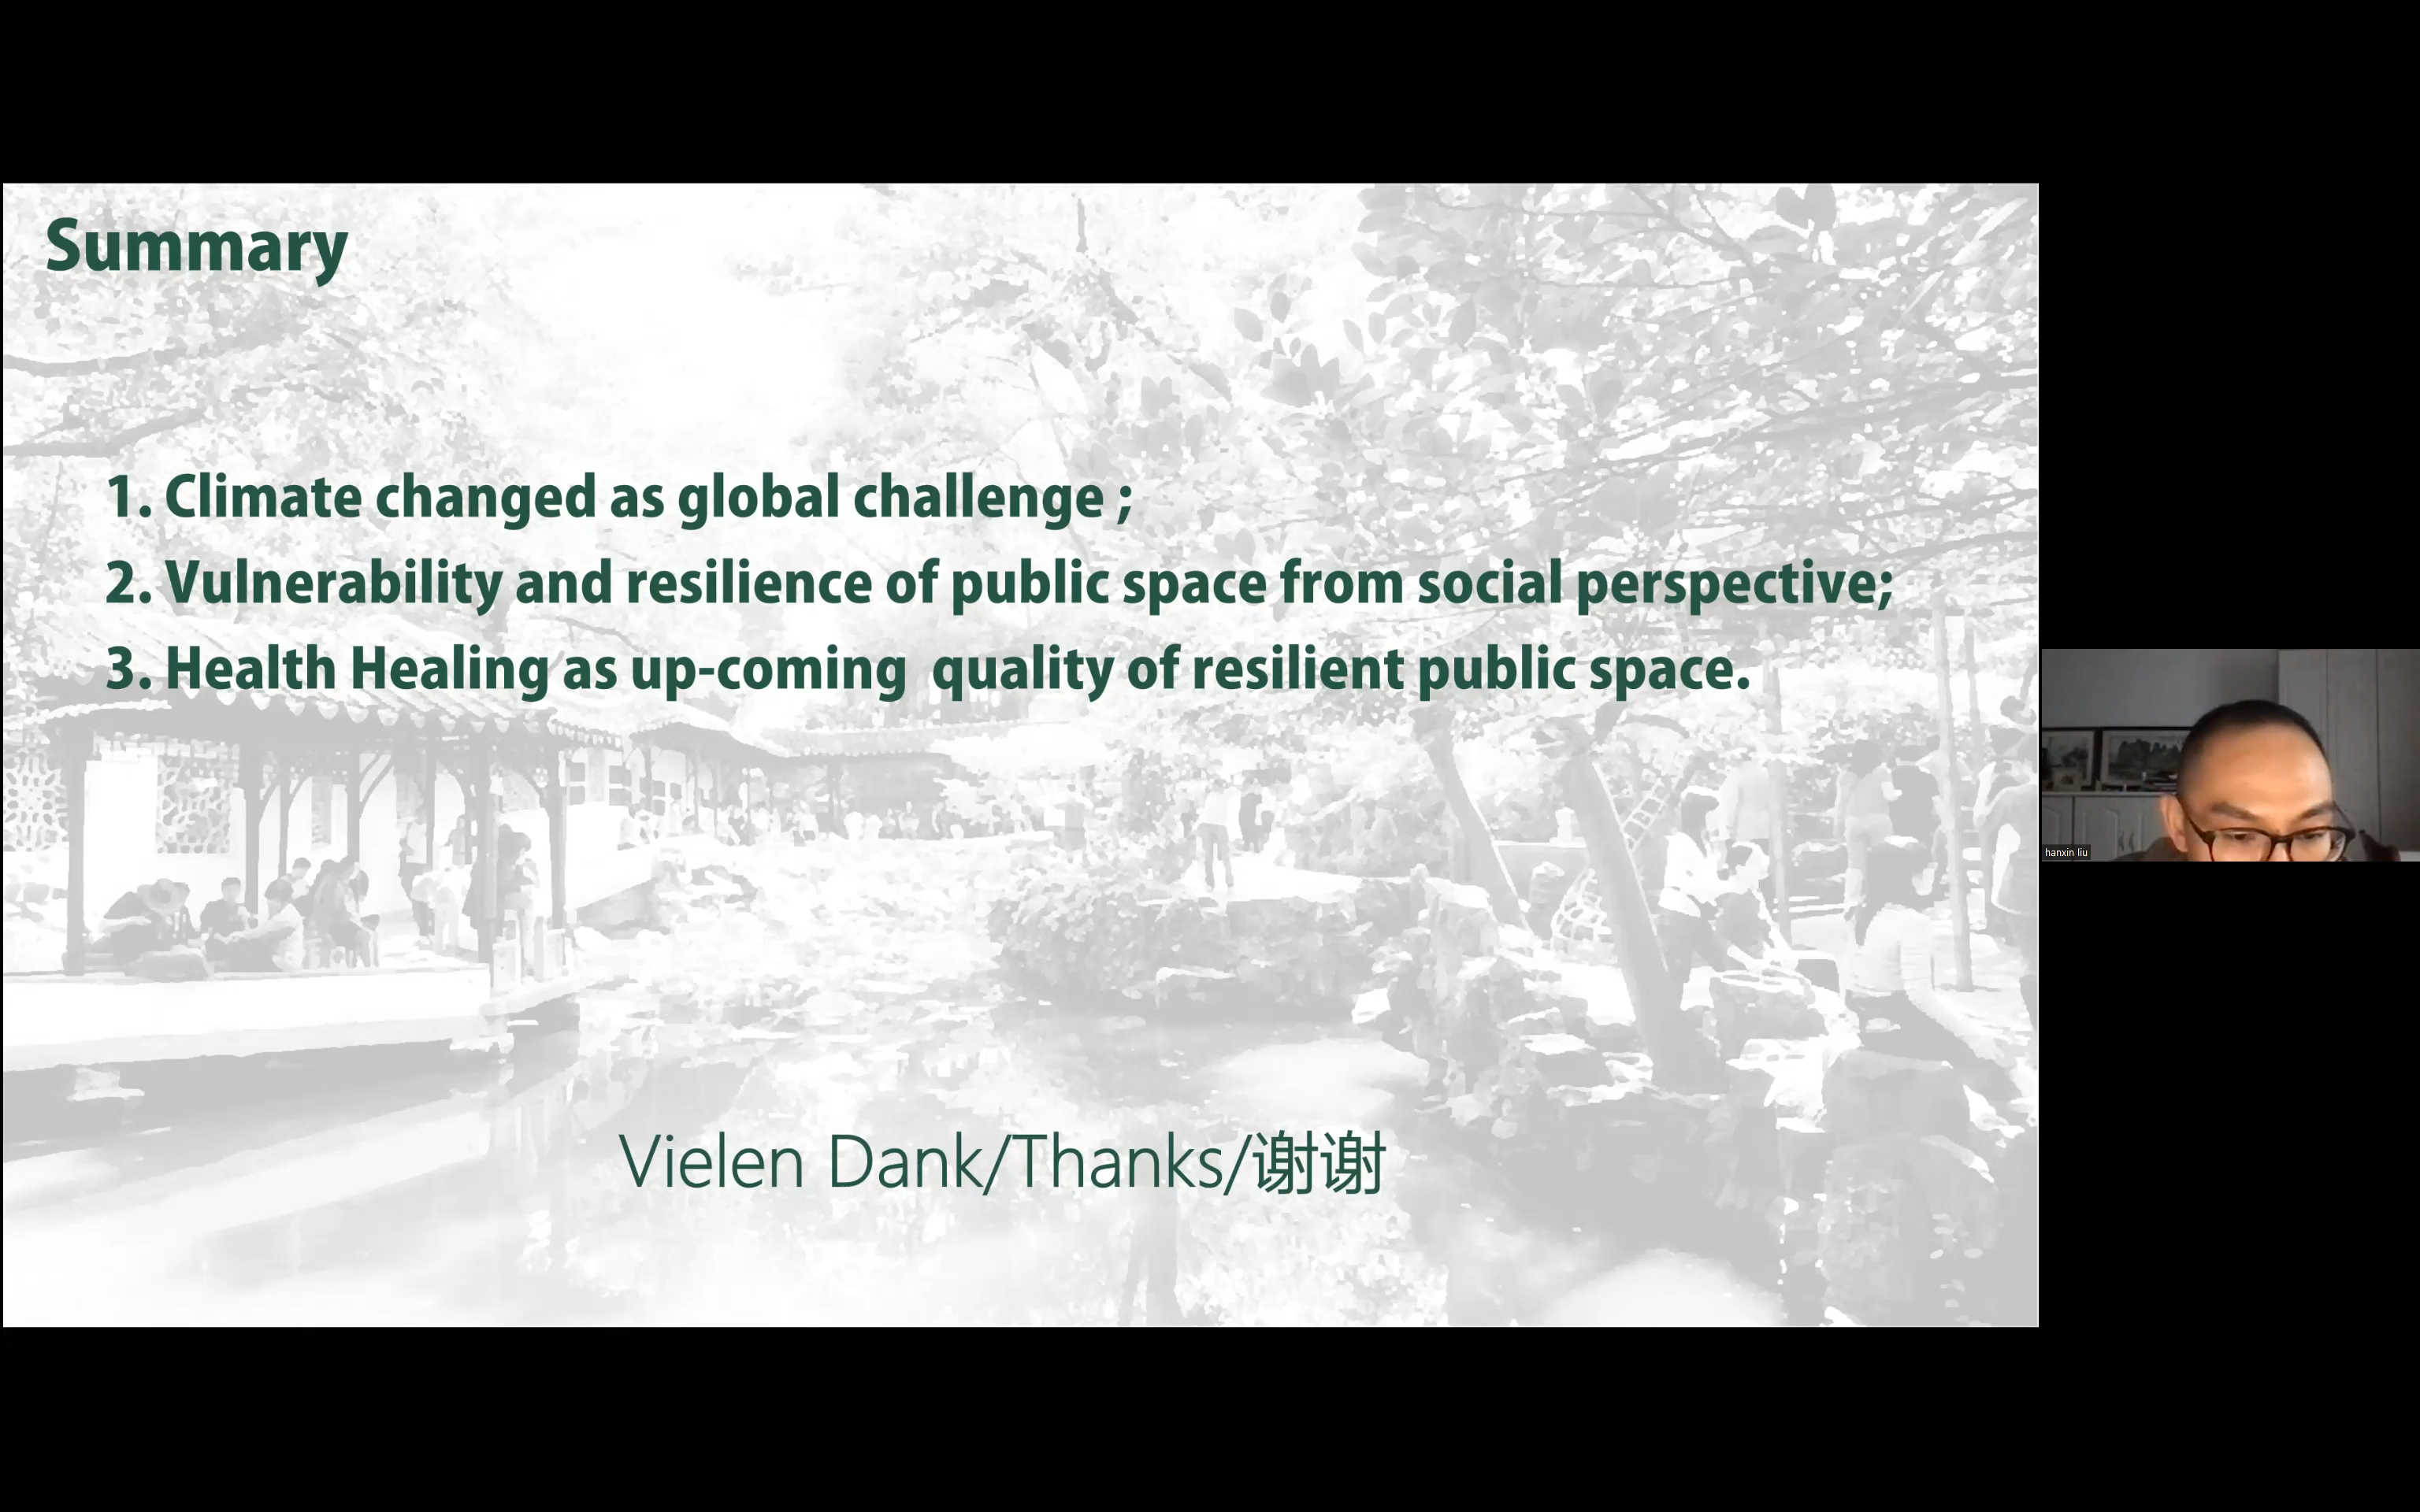 Summary
1. Climate changed as global challenge ;
2. Vulnerability and resilience of public space from social perspective;
3. Health Healing as up-coming  quality of resilient public space.
Vielen Dank/Thanks/谢谢
hanxin liu